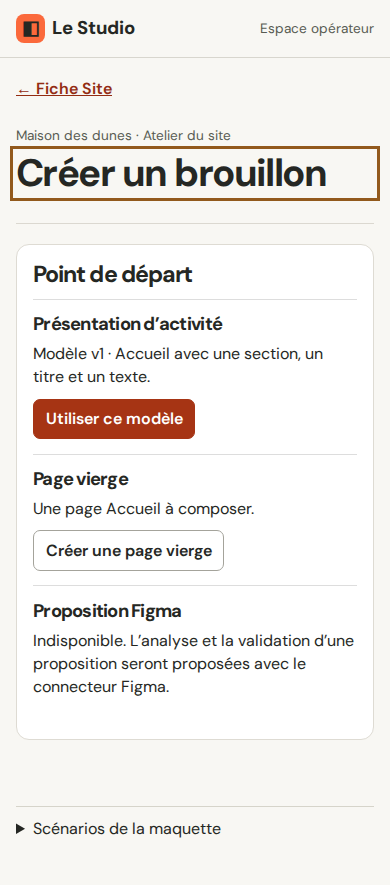 Le Studio
Espace opérateur
← Fiche Site
Maison des dunes · Atelier du site
Créer un brouillon
Point de départ
Présentation d’activité
Modèle v1 · Accueil avec une section, un
titre et un texte.
Utiliser ce modèle
Page vierge
Une page Accueil à composer.
Créer une page vierge
Proposition Figma
Indisponible. L’analyse et la validation d’une
proposition seront proposées avec le
connecteur Figma.
Scénarios de la maquette